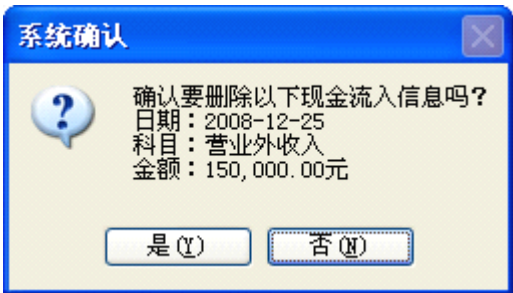 系统确认
确认要删除以下现金流入信息吗?
日期:2008-12-25
科目:营业外收入
金额:150,000.00元
是(Y) 否(N)